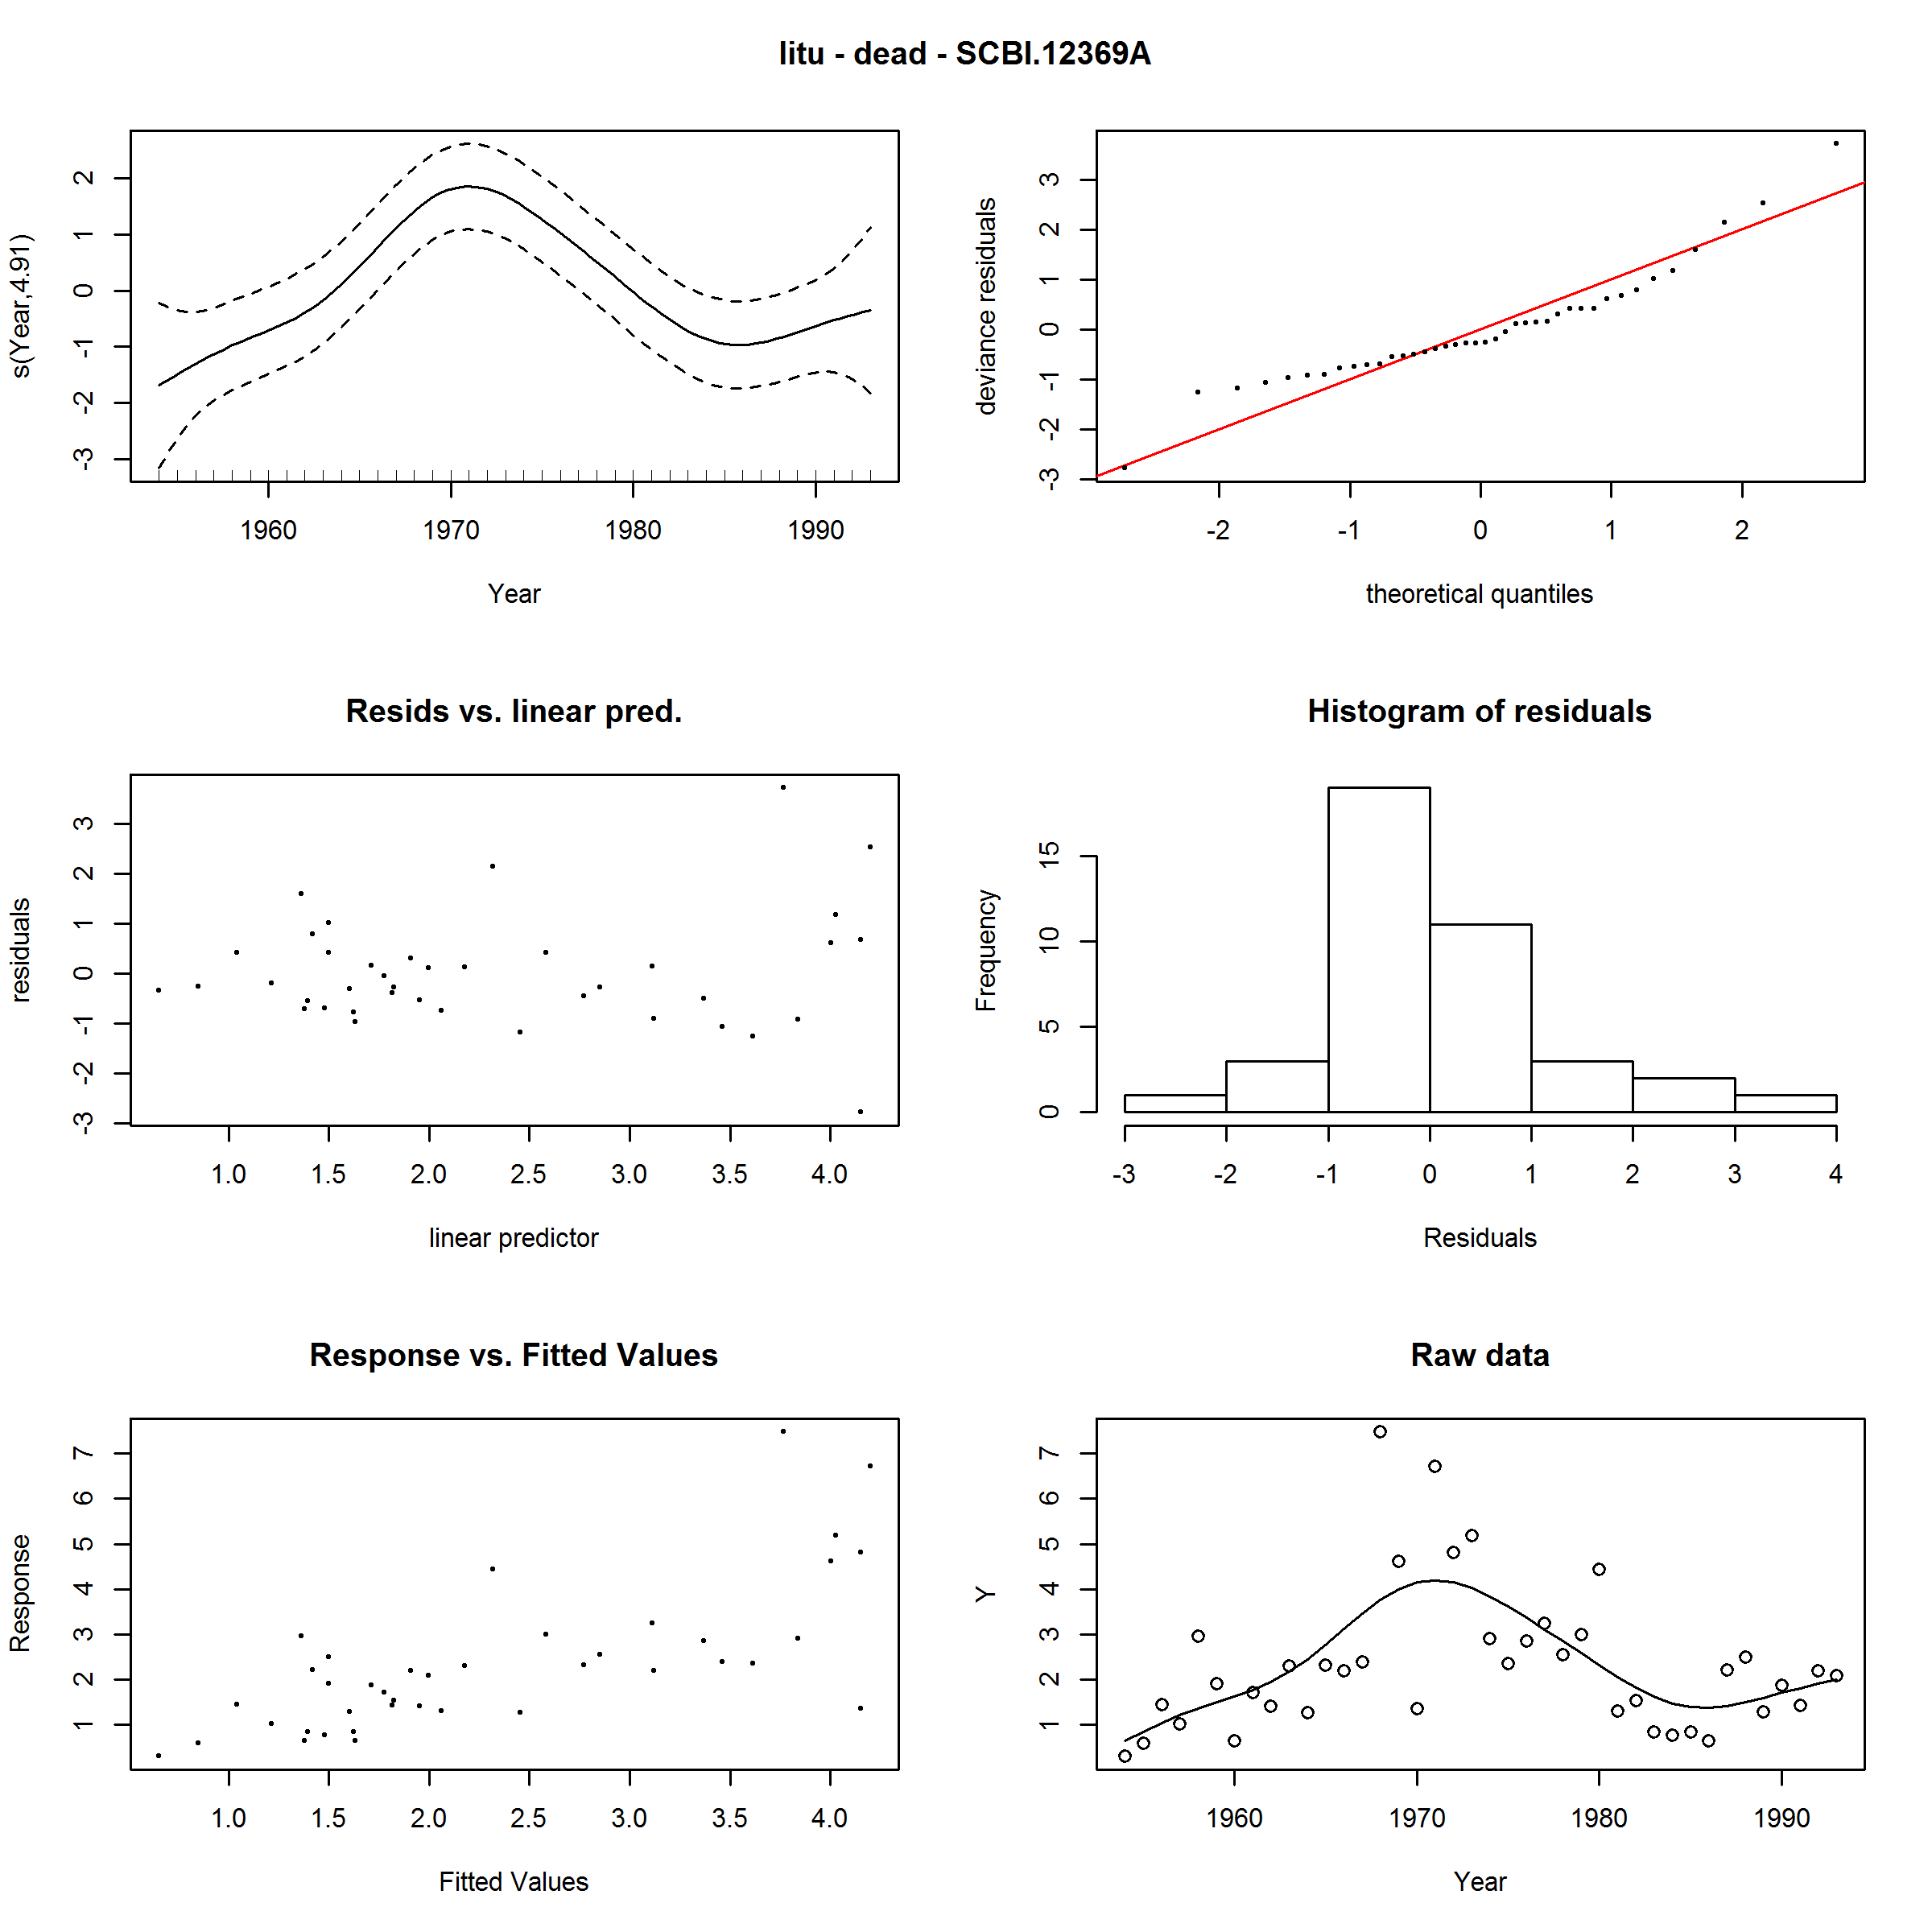 litu - dead - SCBI.12369A
s(Year,4.91)
2
1
0
-1
-2
-3
1960 1970 1980 1990
Year
deviance residuals
3
2
1
0
-1
-2
-3
-2 -1 0 1 2
theoretical quantiles
Resids vs. linear pred.
residuals
3
2
1
0
-1
-2
-3
1.0 1.5 2.0 2.5 3.0 3.5 4.0
linear predictor
Histogram of residuals
Frequency
15
10
5
0
-3 -2 -1 0 1 2 3 4
Residuals
Response vs. Fitted Values
Response
7
6
5
4
3
2
1
1.0 1.5 2.0 2.5 3.0 3.5 4.0
Fitted Values
Raw data
Y
7
6
5
4
3
2
1
1960 1970 1980 1990
Year